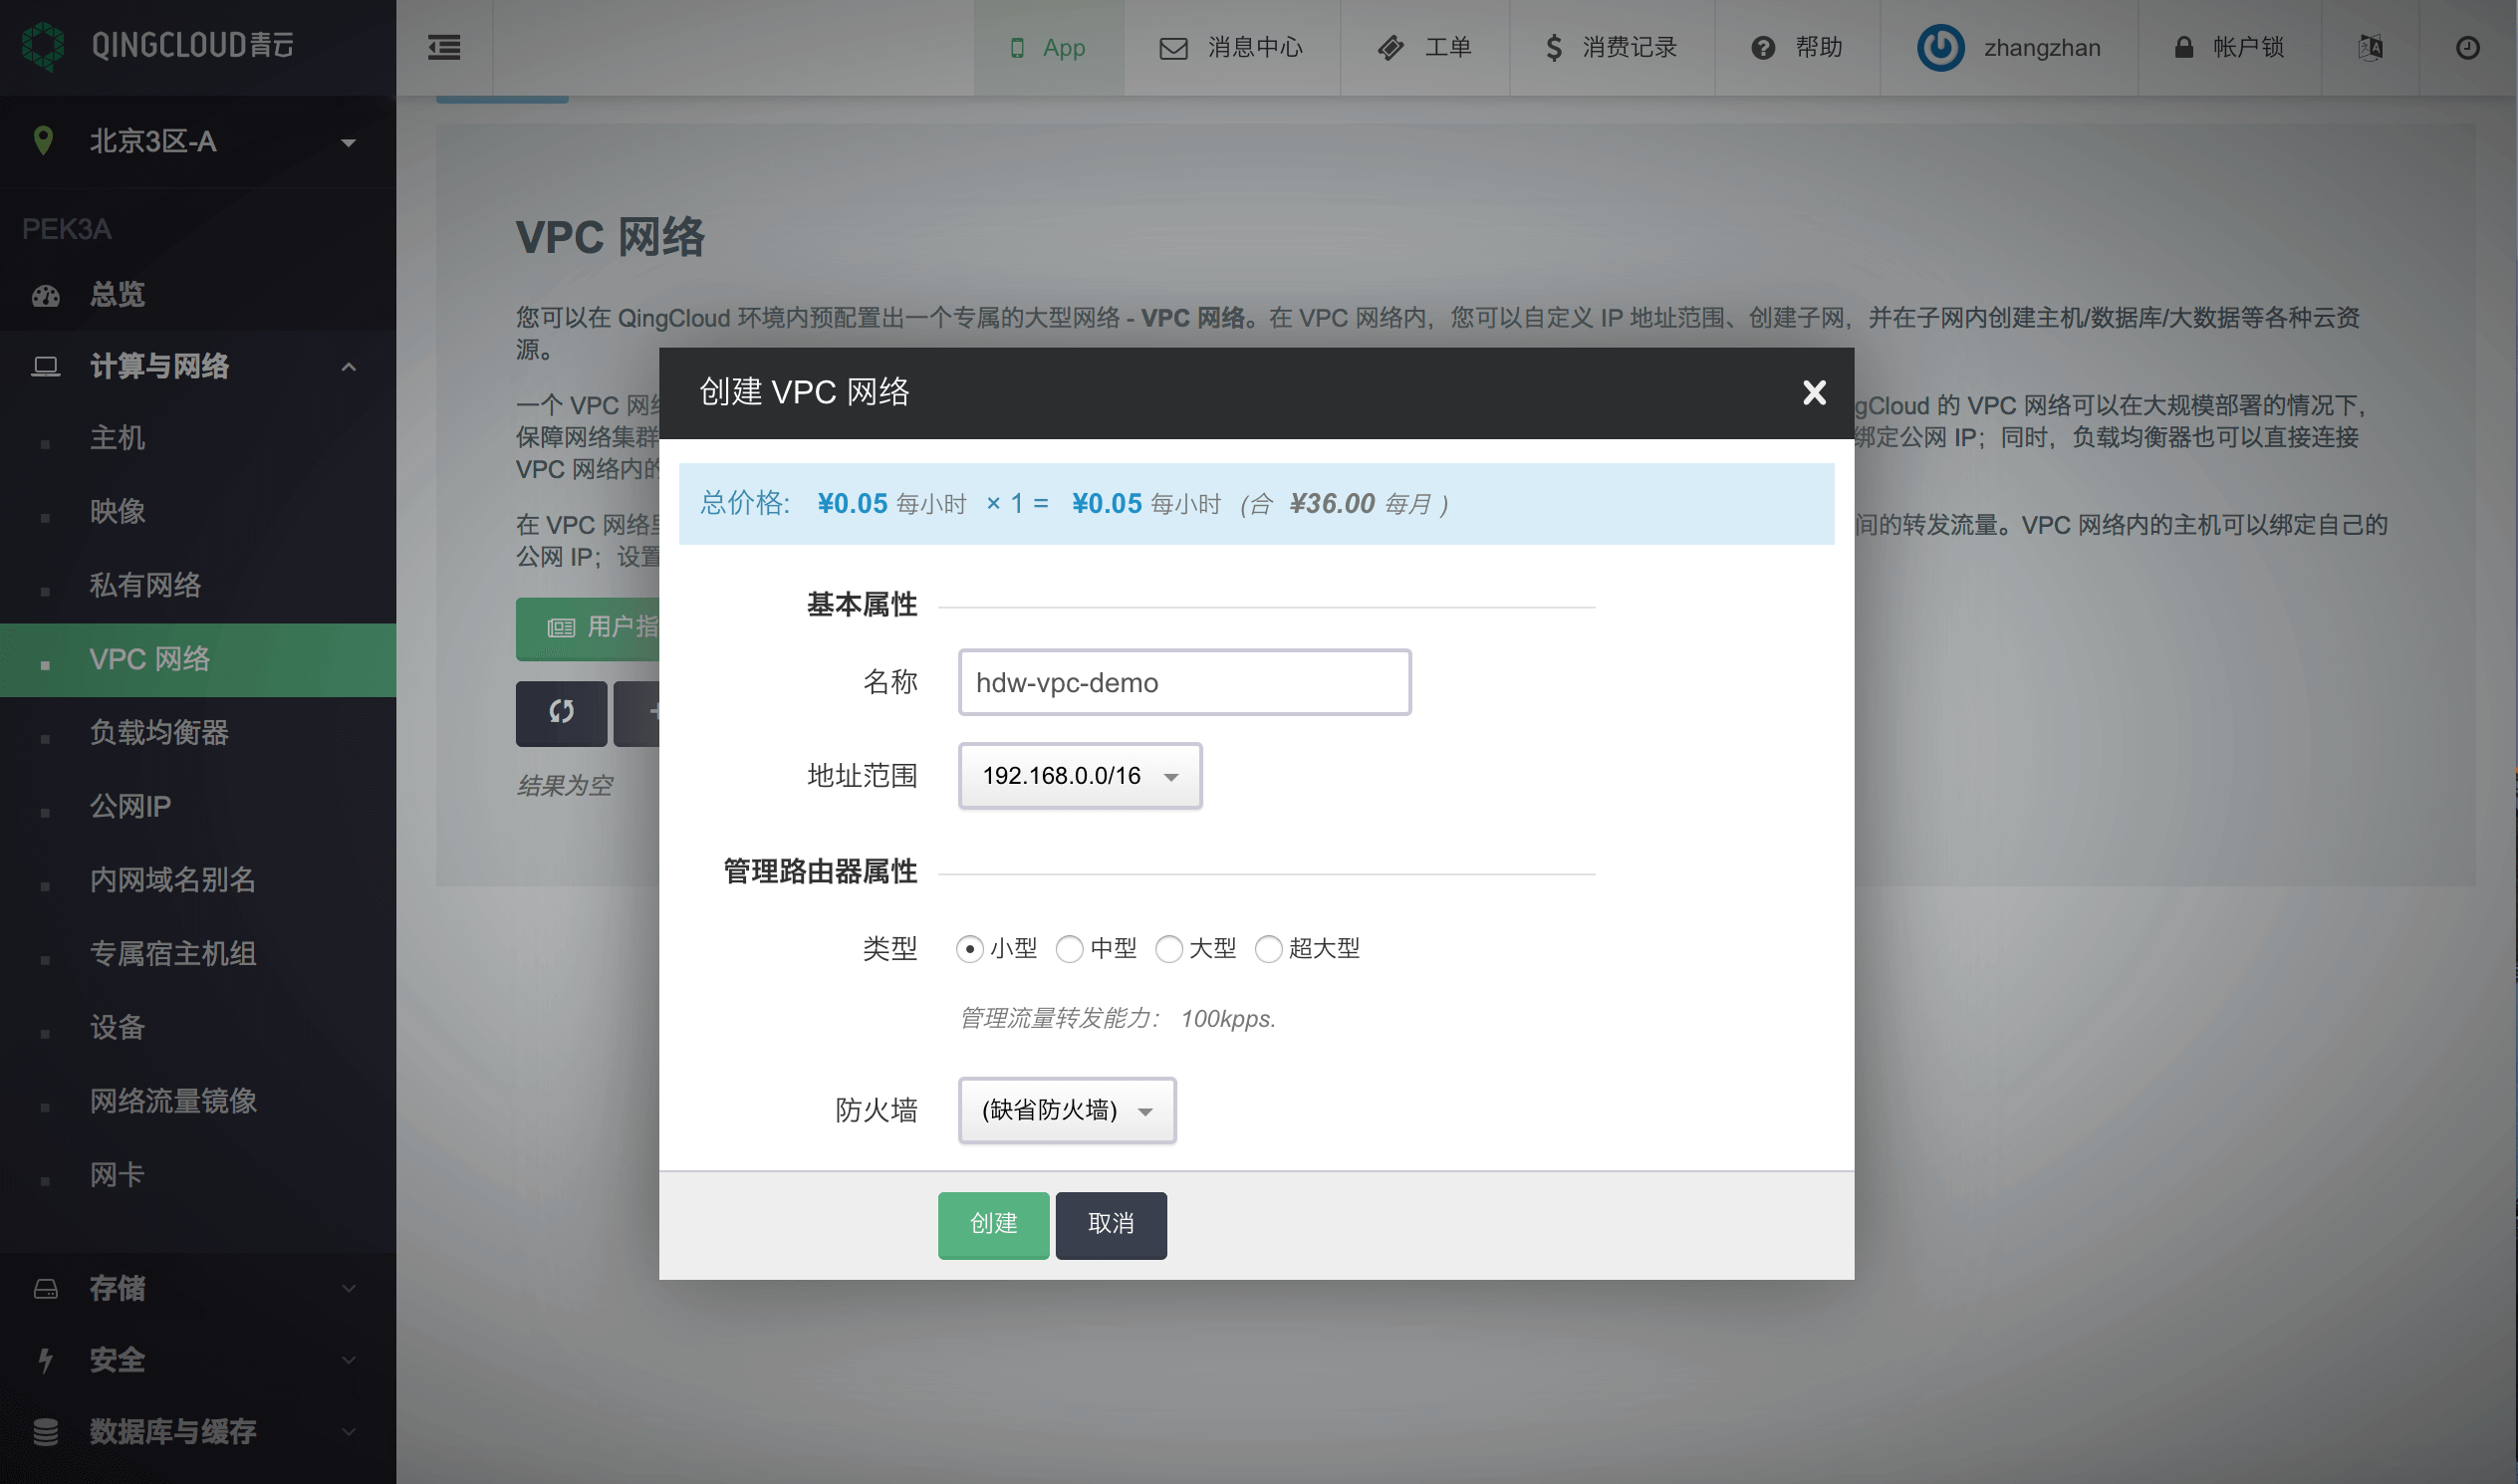 QINGCLOUD青云
App
消息中心
工单
消费记录
帮助
zhangzhan
帐户锁
北京3区-A
PEK3A
总览
计算与网络
主机
映像
私有网络
VPC 网络
负载均衡器
公网IP
内网域名别名
专属宿主机组
设备
网络流量镜像
网卡
存储
安全
数据库与缓存
VPC 网络
您可以在 QingCloud 环境内预配置出一个专属的大型网络 - VPC 网络。在 VPC 网络内，您可以自定义 IP 地址范围、创建子网，并在子网内创建主机/数据库/大数据等各种云资
源。
一个 VPC 网 gCloud 的 VPC 网络可以在大规模部署的情况下，
保障网络集群 绑定公网 IP；同时，负载均衡器也可以直接连接
VPC 网络内的
在 VPC 网络 间的转发流量。VPC 网络内的主机可以绑定自己的
公网 IP；设置
用户指
结果为空
创建 VPC 网络
总价格: ¥0.05 每小时 × 1 = ¥0.05 每小时 (合 ¥36.00 每月 )
基本属性
名称 hdw-vpc-demo
地址范围 192.168.0.0/16
管理路由器属性
类型 小型 中型 大型 超大型
管理流量转发能力： 100kpps.
防火墙 (缺省防火墙)
创建 取消